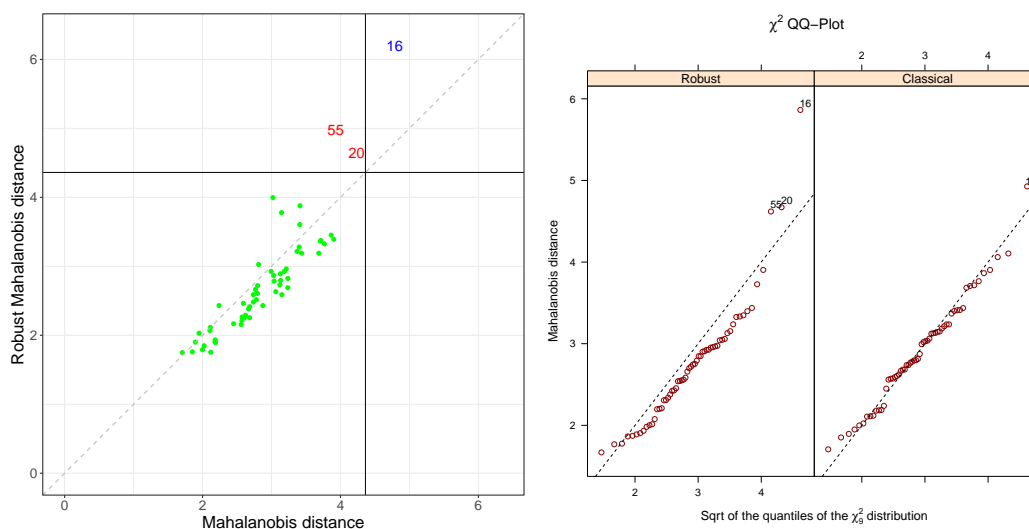 6
4
2
0
0
2
4
6
16
55
20
Robust Mahalanobis distance
Mahalanobis distance
χ² QQ−Plot
2 3 4
Robust Classical
6
5
4
3
2
Mahalanobis distance
16
55 20
1
2 3 4
Sqrt of the quantiles of the χ²₉ distribution